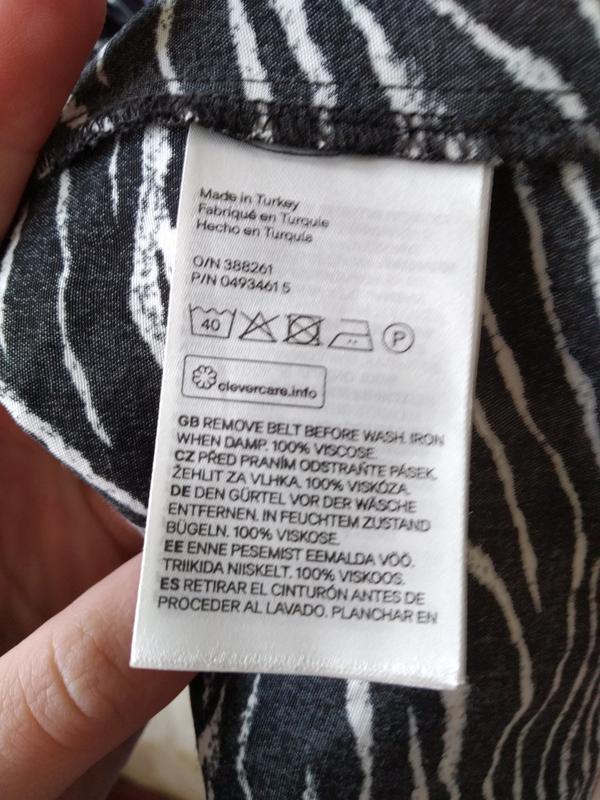 Made in Turkey
Fabriqué en Turquie
Hecho en Turquía
O/N 388261
P/N 0493461 5
40
P
clevercare.info
GB REMOVE BELT BEFORE WASH. IRON
WHEN DAMP. 100% VISCOSE.
CZ PŘED PRANÍM ODSTRAŇTE PÁSEK.
ŽEHLIT ZA VLHKA. 100% VISKÓZA.
DE DEN GÜRTEL VOR DER WÄSCHE
ENTFERNEN. IN FEUCHTEM ZUSTAND
BÜGELN. 100% VISKOSE.
EE ENNE PESEMIST EEMALDA VÖÖ.
TRIIKIDA NIISKELT. 100% VISKOOS.
ES RETIRAR EL CINTURÓN ANTES DE
PROCEDER AL LAVADO. PLANCHAR EN